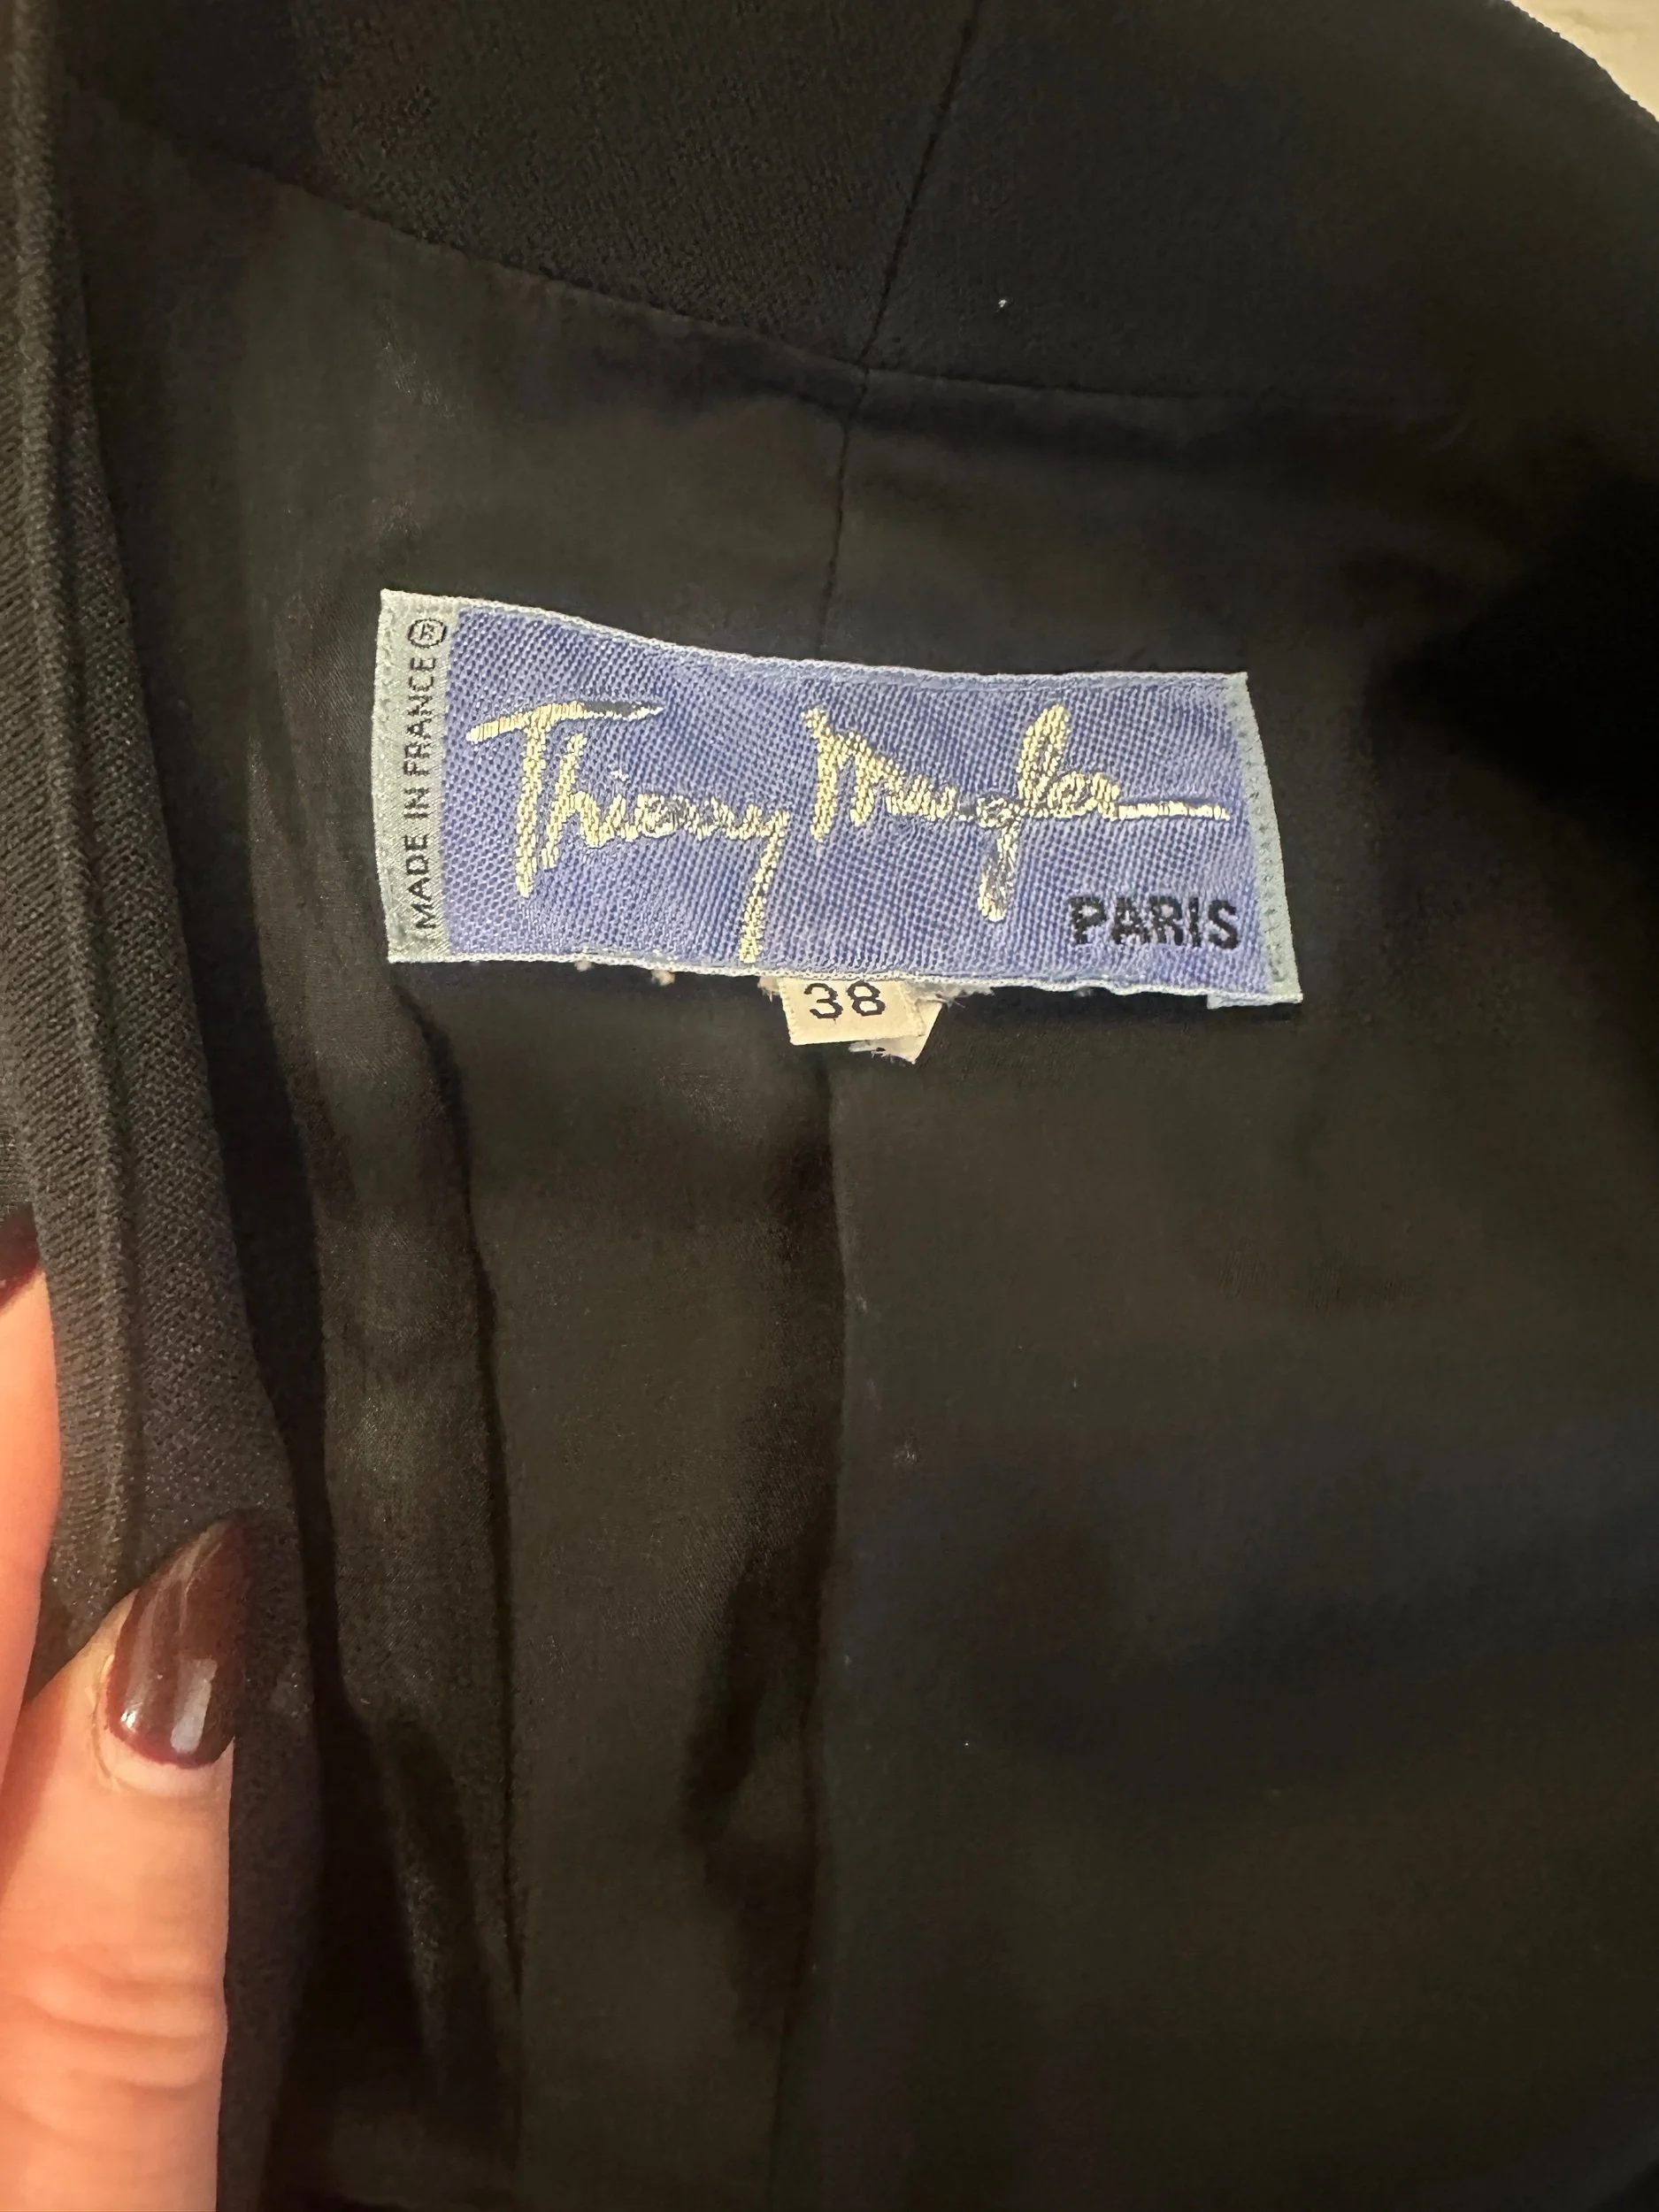 MADE IN FRANCE ®
Thierry Mugler
PARIS
38